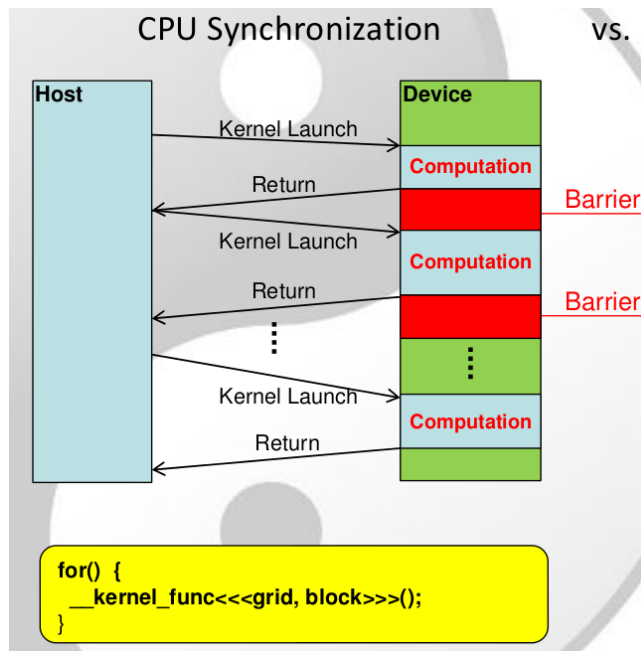 CPU Synchronization vs.
Host
Device
Kernel Launch
Computation
Return
Barrier
Kernel Launch
Computation
Return
Barrier
Kernel Launch
Computation
Return
for() {
__kernel_func<<<grid, block>>>();
}